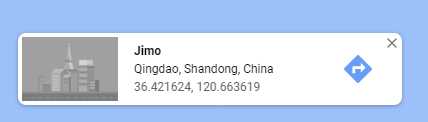 Jimo
Qingdao, Shandong, China
36.421624, 120.663619